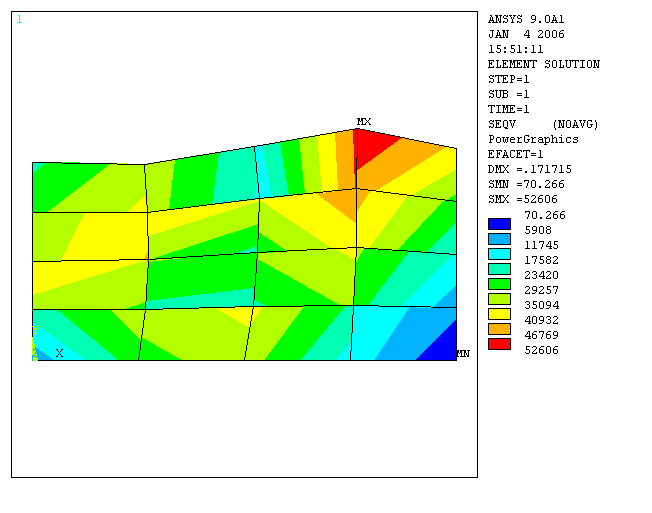 1
ANSYS 9.0A1
JAN 4 2006
15:51:11
ELEMENT SOLUTION
STEP=1
SUB =1
TIME=1
SEQV (NOAVG)
PowerGraphics
EFACET=1
DMX =.171715
SMN =70.266
SMX =52606
70.266
5908
11745
17582
23420
29257
35094
40932
46769
52606
MX
X
MN